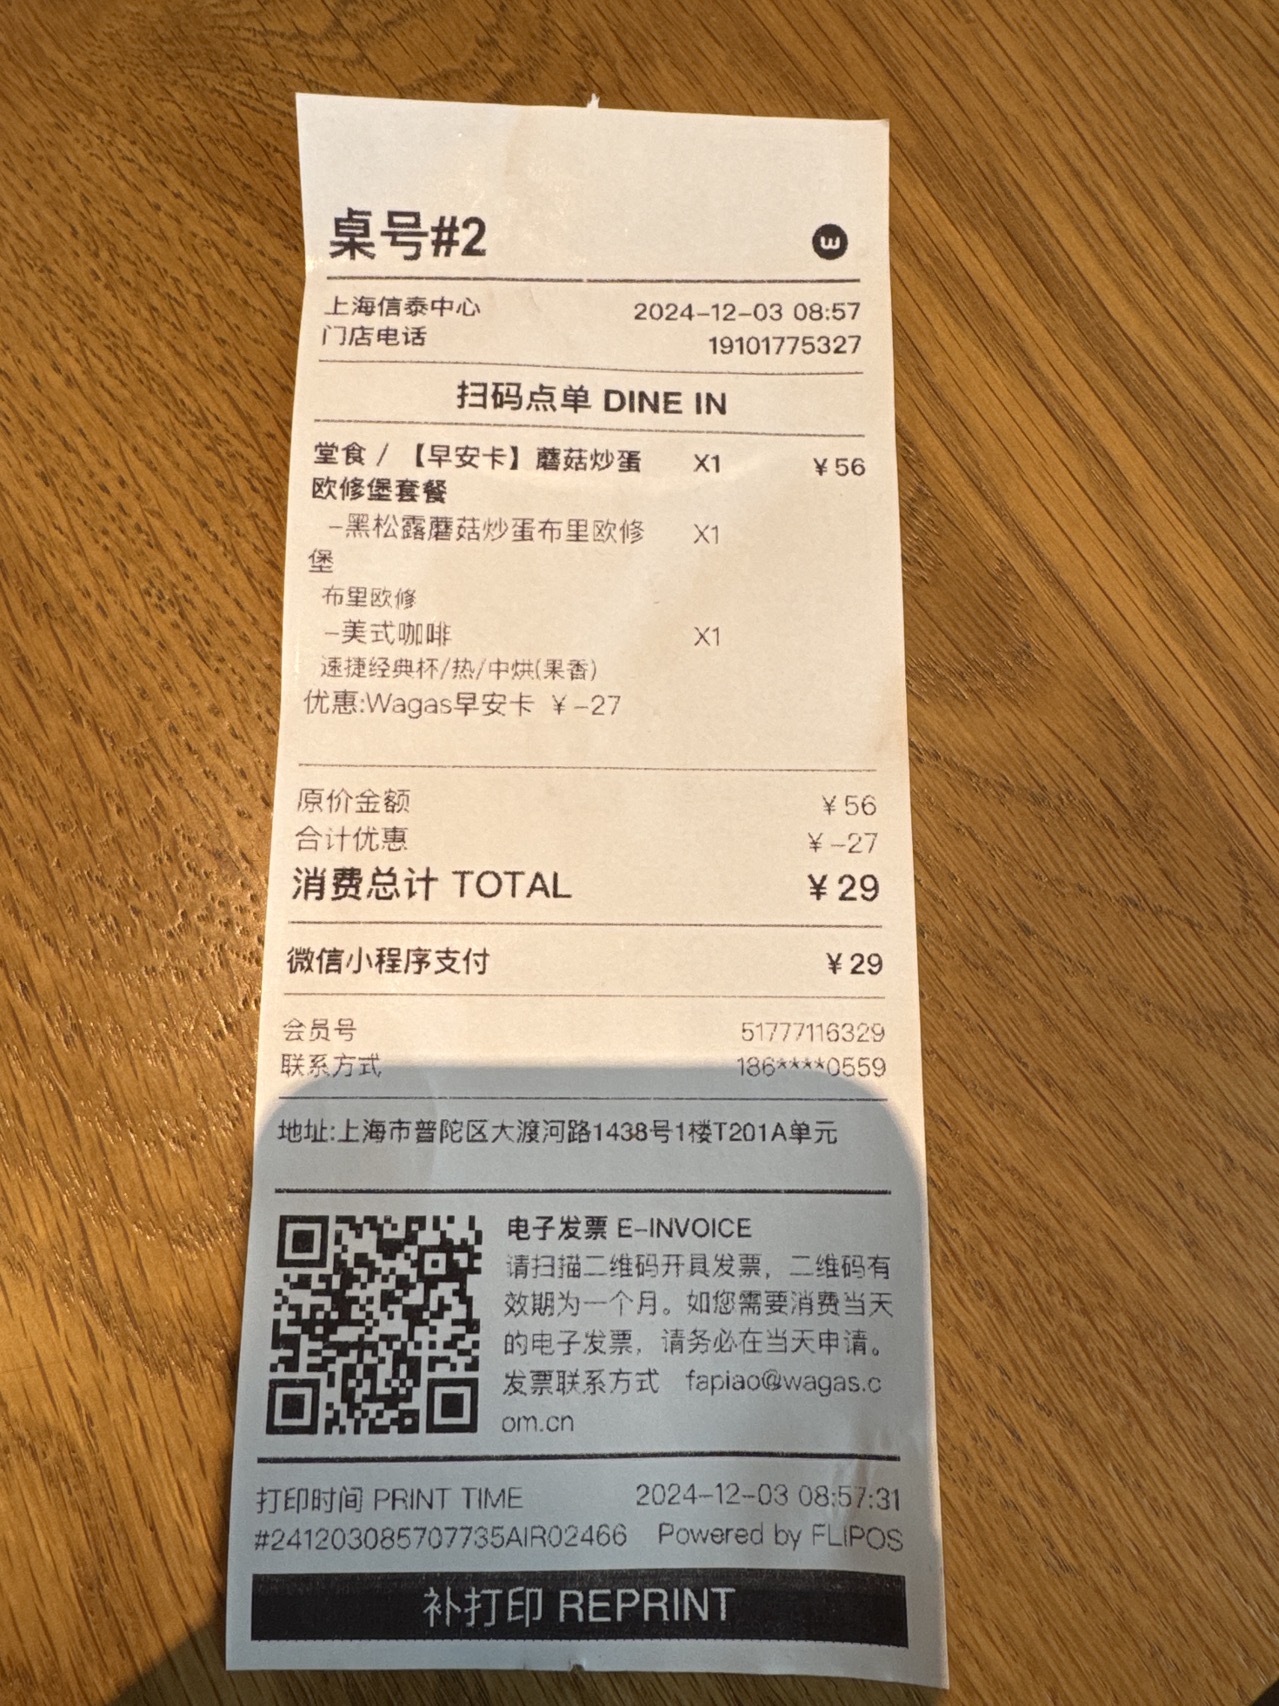 桌号#2
上海信泰中心 2024-12-03 08:57
门店电话 19101775327
扫码点单 DINE IN
堂食 / 【早安卡】蘑菇炒蛋 X1 ¥56
欧修堡套餐
-黑松露蘑菇炒蛋布里欧修 X1
堡
布里欧修
-美式咖啡 X1
速捷经典杯/热/中烘(果香)
优惠:Wagas早安卡 ¥-27
原价金额 ¥56
合计优惠 ¥-27
消费总计 TOTAL ¥29
微信小程序支付 ¥29
会员号 51777116329
联系方式 186****0559
地址:上海市普陀区大渡河路1438号1楼T201A单元
电子发票 E-INVOICE
请扫描二维码开具发票，二维码有
效期为一个月。如您需要消费当天
的电子发票，请务必在当天申请。
发票联系方式 fapiao@wagas.c
om.cn
打印时间 PRINT TIME 2024-12-03 08:57:31
#241203085707735AIR02466 Powered by FLIPOS
补打印 REPRINT